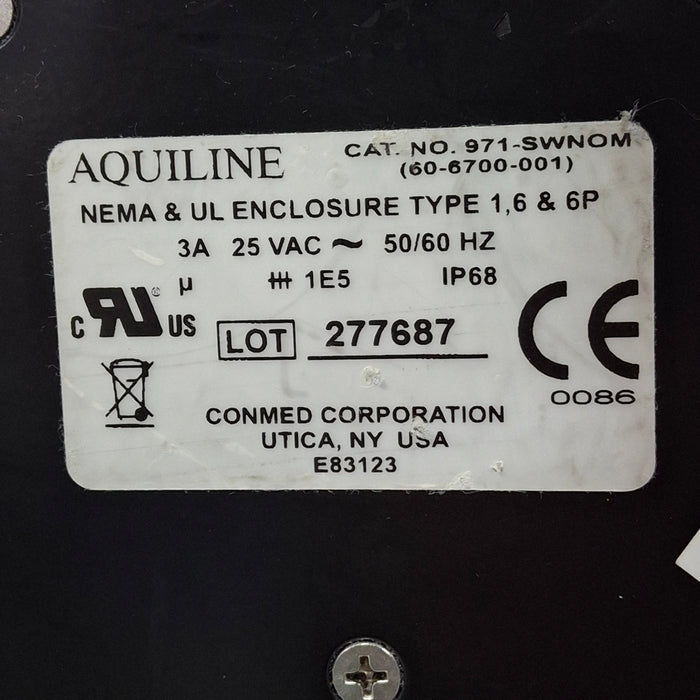 AQUILINE
CAT. NO. 971-SWNOM
(60-6700-001)
NEMA & UL ENCLOSURE TYPE 1,6 & 6P
3A 25 VAC ~ 50/60 HZ
µ 1E5 IP68
C RU ® US
LOT 277687
CE
0086
CONMED CORPORATION
UTICA, NY USA
E83123